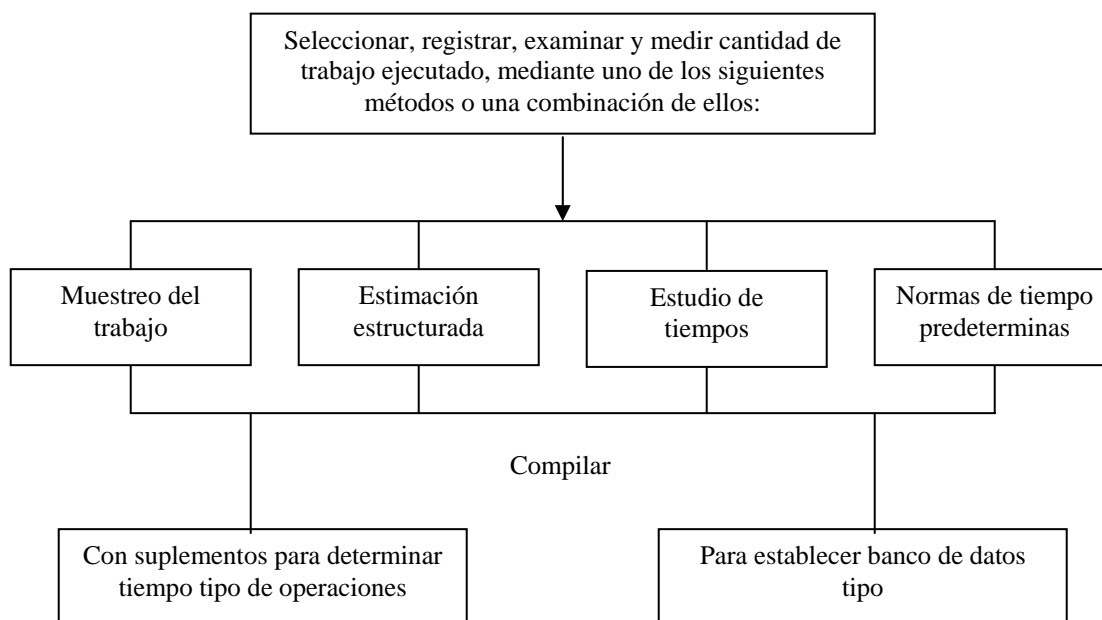 Seleccionar, registrar, examinar y medir cantidad de
trabajo ejecutado, mediante uno de los siguientes
métodos o una combinación de ellos:
Muestreo del
trabajo
Estimación
estructurada
Estudio de
tiempos
Normas de tiempo
predeterminas
Compilar
Con suplementos para determinar
tiempo tipo de operaciones
Para establecer banco de datos
tipo